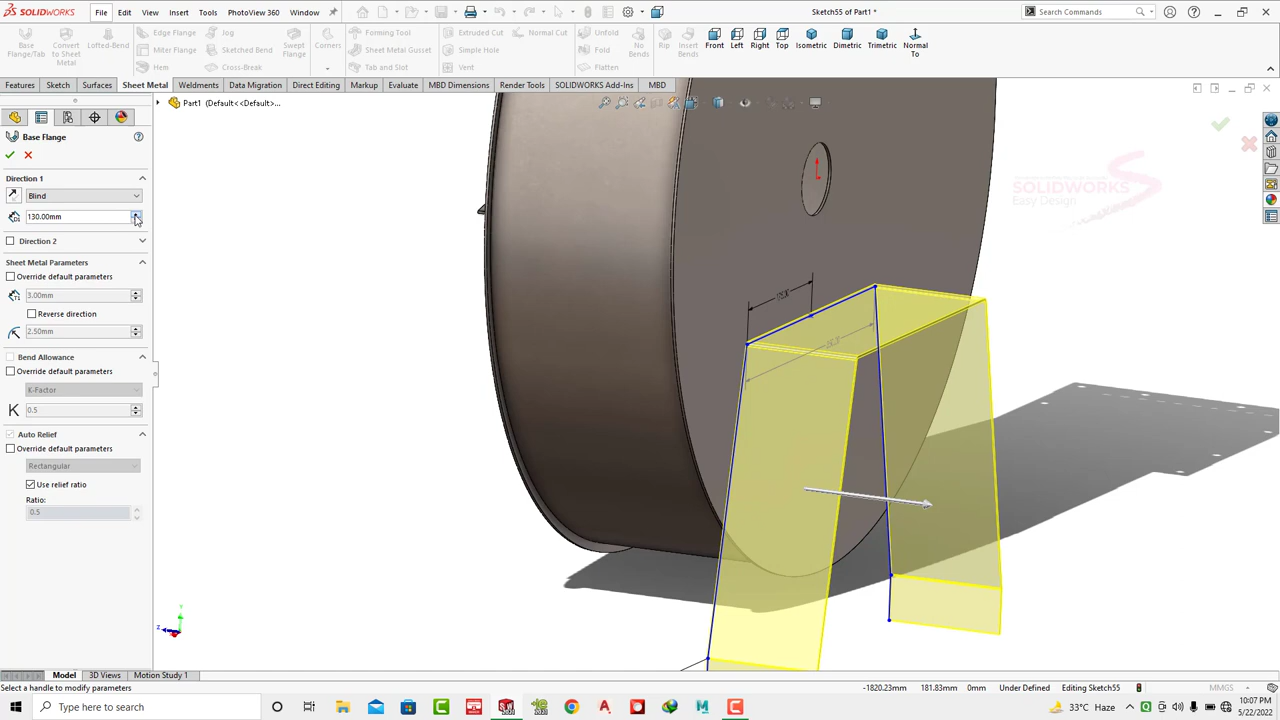 SOLIDWORKS File Edit View Insert Tools PhotoView 360 Window Sketch55 of Part1 * Search Commands
Base Flange/Tab Convert to Sheet Metal Lofted-Bend Edge Flange Miter Flange Hem Jog Sketched Bend Cross-Break Swept Flange Corners Forming Tool Sheet Metal Gusset Tab and Slot Extruded Cut Simple Hole Vent Normal Cut Unfold Fold Flatten No Bends Rip Insert Bends Front Left Right Top Isometric Dimetric Trimetric Normal To
Features Sketch Surfaces Sheet Metal Weldments Data Migration Direct Editing Markup Evaluate MBD Dimensions Render Tools SOLIDWORKS Add-Ins MBD
Part1 (Default<<Default>...
Base Flange
SOLIDWORKS
Easy Design
Direction 1
Blind
130.00mm
Direction 2
Sheet Metal Parameters
Override default parameters
3.00mm
Reverse direction
2.50mm
Bend Allowance
Override default parameters
K-Factor
K 0.5
Auto Relief
Override default parameters
Rectangular
Use relief ratio
Ratio:
0.5
y
z
Model 3D Views Motion Study 1
Select a handle to modify parameters -1820.23mm 181.83mm 0mm Under Defined Editing Sketch55 MMGS
Type here to search 33°C Haze 10:07 PM
5/22/2022